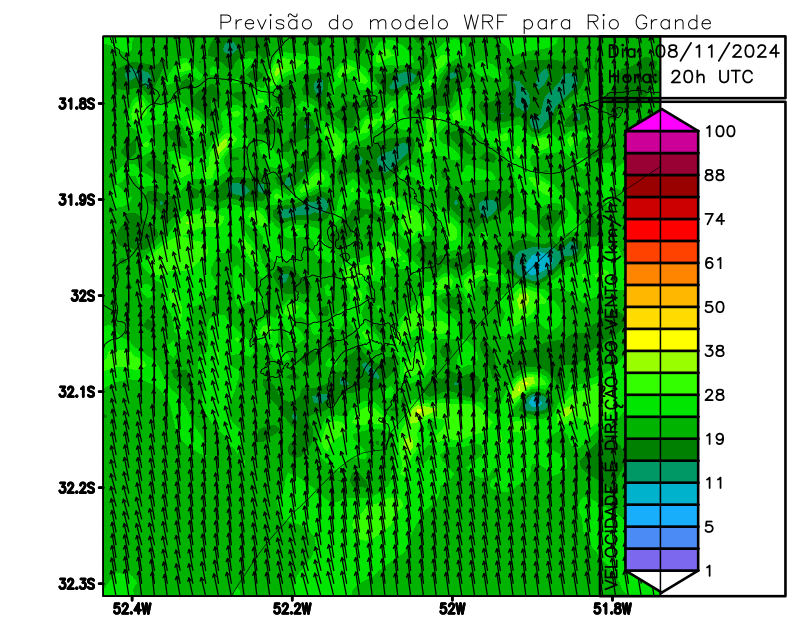 Previsão do modelo WRF para Rio Grande
Dia: 08/11/2024
Hora: 20h UTC
31.8S
31.9S
32S
32.1S
32.2S
32.3S
52.4W
52.2W
52W
51.8W
VELOCIDADE E DIREÇÃO DO VENTO (km/h)
100
88
74
61
50
38
28
19
11
5
1